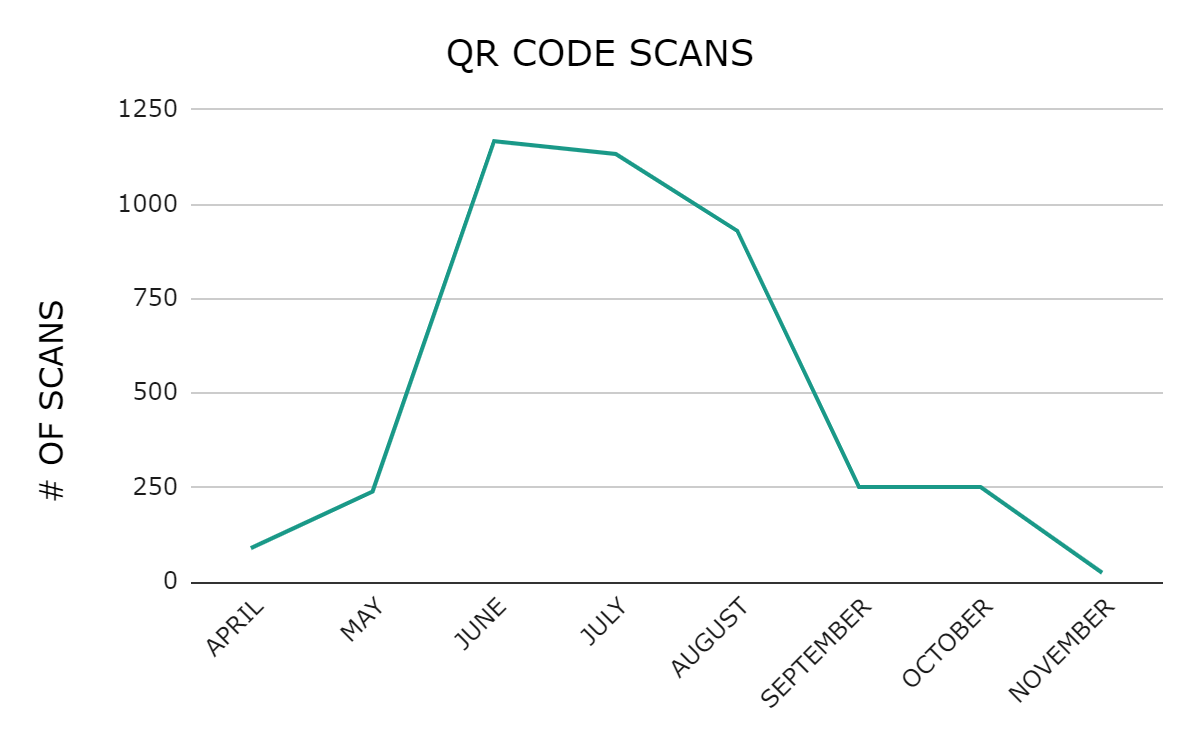 QR CODE SCANS
1250
1000
750
500
250
0
# OF SCANS
APRIL
MAY
JUNE
JULY
AUGUST
SEPTEMBER
OCTOBER
NOVEMBER